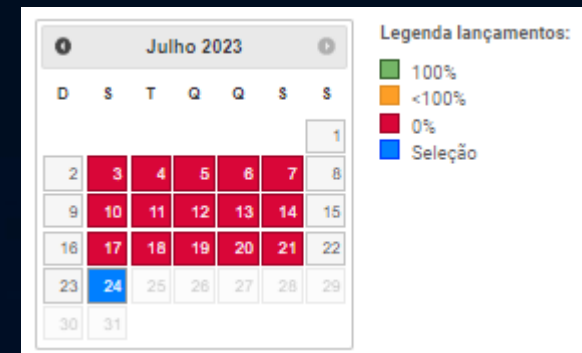 Julho 2023
D S T Q Q S S
1
2 3 4 5 6 7 8
9 10 11 12 13 14 15
16 17 18 19 20 21 22
23 24 25 26 27 28 29
30 31
Legenda lançamentos:
100%
<100%
0%
Seleção